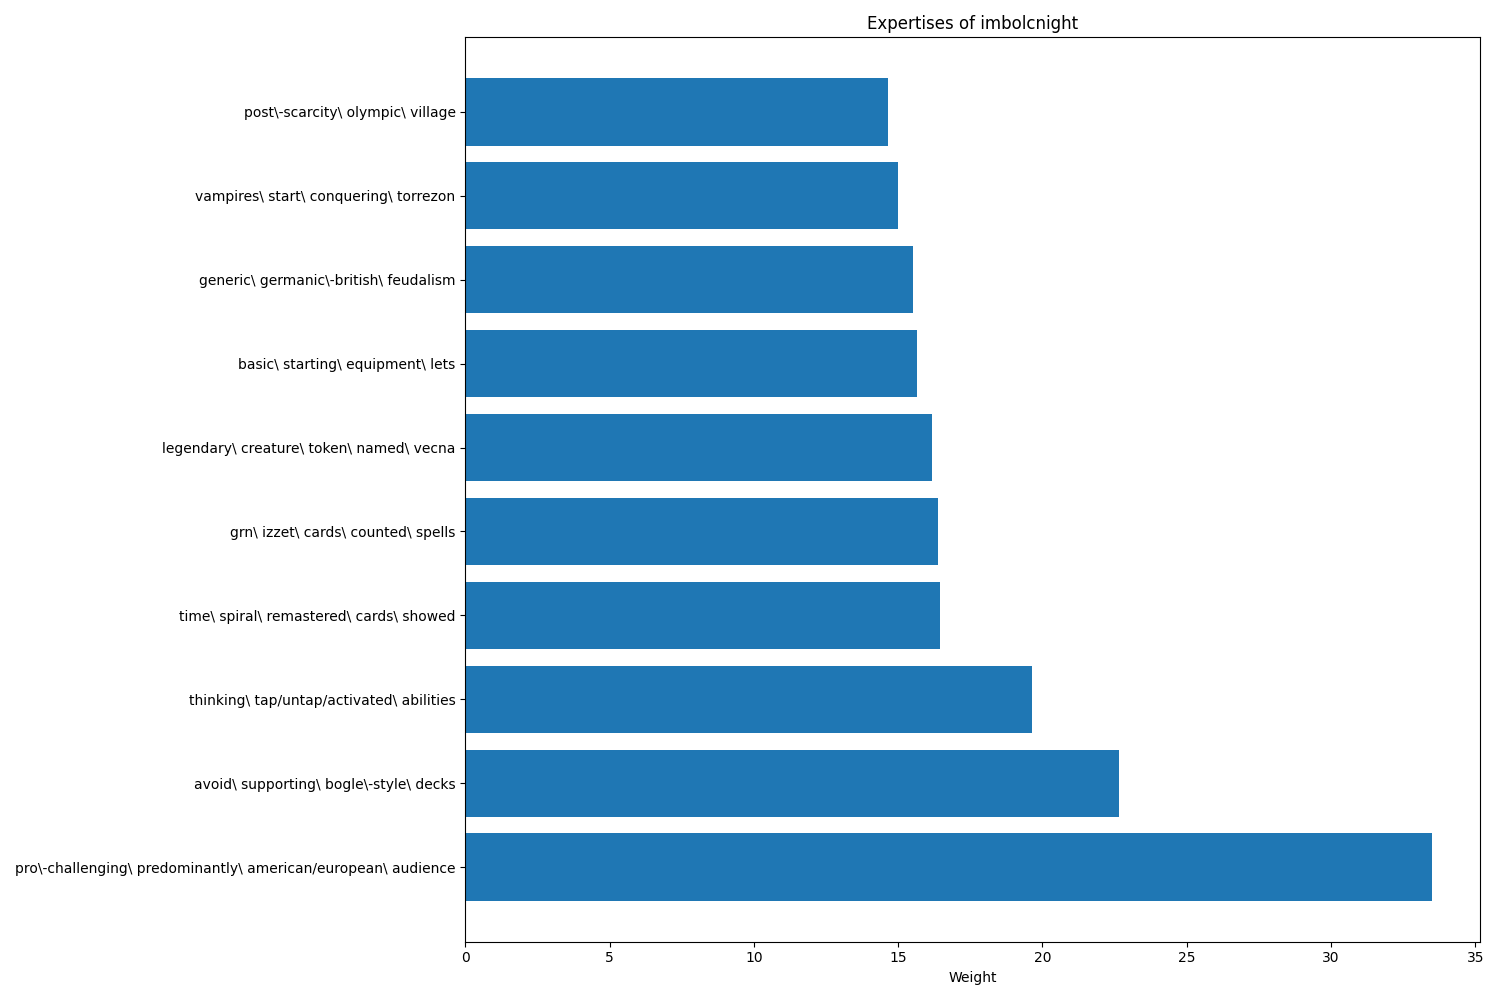 Expertises of imbolcnight
post\-scarcity\ olympic\ village
vampires\ start\ conquering\ torrezon
generic\ germanic\-british\ feudalism
basic\ starting\ equipment\ lets
legendary\ creature\ token\ named\ vecna
grn\ izzet\ cards\ counted\ spells
time\ spiral\ remastered\ cards\ showed
thinking\ tap/untap/activated\ abilities
avoid\ supporting\ bogle\-style\ decks
pro\-challenging\ predominantly\ american/european\ audience
0 5 10 15 20 25 30 35
Weight